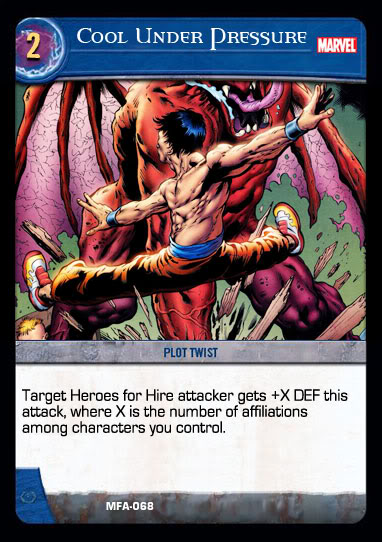 2
Cool Under Pressure
MARVEL
PLOT TWIST
Target Heroes for Hire attacker gets +X DEF this
attack, where X is the number of affiliations
among characters you control.
MFA-068